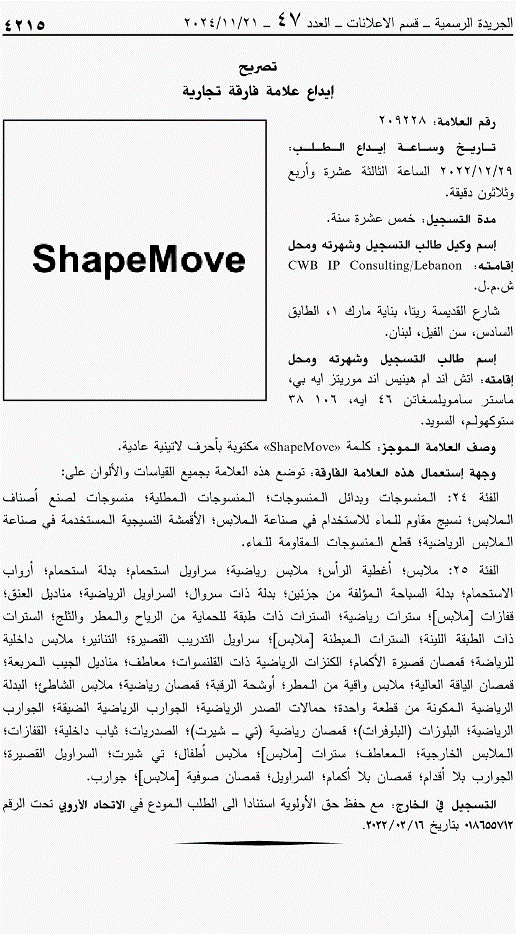 الجريدة الرسمية ــ قسم الاعلانات ــ العدد ٤٧ ــ ٢٠٢٤/١١/٢١
٤٢١٥
تصريح
إيداع علامة فارقة تجارية
رقم العلامة: ٢٠٩٢٢٨
تـاريـخ وسـاعـة إيـداع الـطـلـب:
٢٠٢٢/١٢/٢٩ الساعة الثالثة عشرة وأربع
وثلاثون دقيقة.
مدة التسجيل: خمس عشرة سنة.
إسم وكيل طالب التسجيل وشهرته ومحل
إقامته: CWB IP Consulting/Lebanon
ش.م.ل.
شارع القديسة ريتا، بناية مارك ١، الطابق
السادس، سن الفيل، لبنان.
إسم طالب التسجيل وشهرته ومحل
إقامته: اتش اند ام هينيس اند موريتز ايه بي،
ماستر سامويلسغاتن ٤٦ ايه، ١٠٦ ٣٨
ستوكهولم، السويد.
ShapeMove
وصف العلامة الموجز: كلمة «ShapeMove» مكتوبة بأحرف لاتينية عادية.
وجهة إستعمال هذه العلامة الفارقة: توضع هذه العلامة بجميع القياسات والألوان على:
الفئة ٢٤: المنسوجات وبدائل المنسوجات؛ المنسوجات المطلية؛ منسوجات لصنع أصناف
الملابس؛ نسيج مقاوم للماء للاستخدام في صناعة الملابس؛ الأقمشة النسيجية المستخدمة في صناعة
الملابس الرياضية؛ قطع المنسوجات المقاومة للماء.
الفئة ٢٥: ملابس؛ أغطية الرأس؛ ملابس رياضية؛ سراويل استحمام؛ بدلة استحمام؛ أرواب
الاستحمام؛ بدلة السباحة المؤلفة من جزئين؛ بدلة ذات سروال؛ السراويل الرياضية؛ مناديل العنق؛
قفازات [ملابس]؛ سترات رياضية؛ السترات ذات طبقة للحماية من الرياح والمطر والثلج؛ السترات
ذات الطبقة اللينة؛ السترات المبطنة [ملابس]؛ سراويل التدريب القصيرة؛ التنانير؛ ملابس داخلية
للرياضة؛ قمصان قصيرة الأكمام؛ الكنزات الرياضية ذات القلنسوات؛ معاطف؛ مناديل الجيب المربعة؛
قمصان الياقة العالية؛ ملابس واقية من المطر؛ أوشحة الرقبة؛ قمصان رياضية؛ ملابس الشاطئ؛ البدلة
الرياضية المكونة من قطعة واحدة؛ حمالات الصدر الرياضية؛ الجوارب الرياضية الضيقة؛ الجوارب
الرياضية؛ البلوزات (البلوفرات)؛ قمصان رياضية (تي ــ شيرت)؛ الصدريات؛ ثياب داخلية؛ القفازات؛
الملابس الخارجية؛ المعاطف؛ سترات [ملابس]؛ ملابس أطفال؛ تي شيرت؛ السراويل القصيرة؛
الجوارب بلا أقدام؛ قمصان بلا أكمام؛ السراويل؛ قمصان صوفية [ملابس]؛ جوارب.
التسجيل في الخارج: مع حفظ حق الأولوية استنادا الى الطلب المودع في الاتحاد الأروبي تحت الرقم
٠١٨٦٥٥٧١٢ بتاريخ ٢٠٢٢/٠٢/١٦.